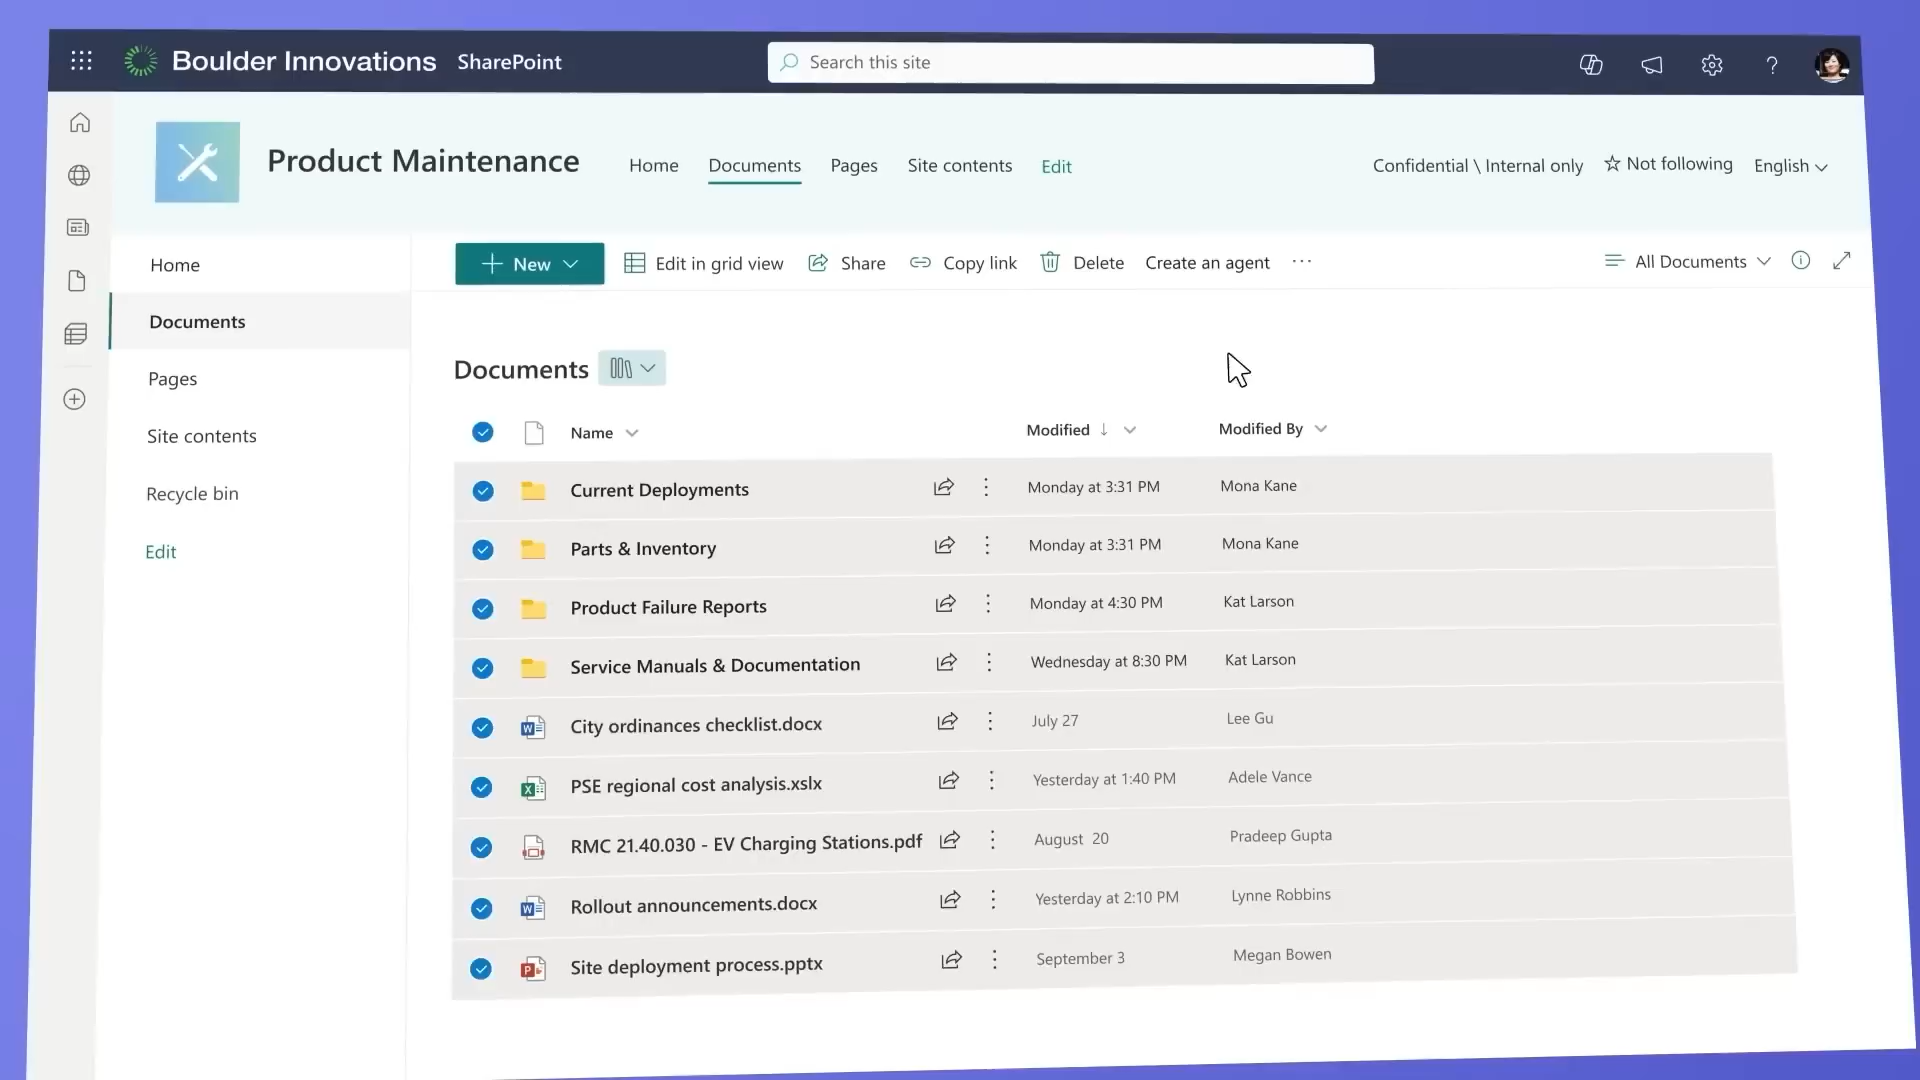 Boulder Innovations SharePoint Search this site ?
Product Maintenance Home Documents Pages Site contents Edit Confidential \ Internal only Not following English
Home
Documents
Pages
Site contents
Recycle bin
Edit
+ New Edit in grid view Share Copy link Delete Create an agent ... All Documents
Documents
Name Modified ↓ Modified By
Current Deployments Monday at 3:31 PM Mona Kane
Parts & Inventory Monday at 3:31 PM Mona Kane
Product Failure Reports Monday at 4:30 PM Kat Larson
Service Manuals & Documentation Wednesday at 8:30 PM Kat Larson
City ordinances checklist.docx July 27 Lee Gu
PSE regional cost analysis.xslx Yesterday at 1:40 PM Adele Vance
RMC 21.40.030 - EV Charging Stations.pdf August 20 Pradeep Gupta
Rollout announcements.docx Yesterday at 2:10 PM Lynne Robbins
Site deployment process.pptx September 3 Megan Bowen